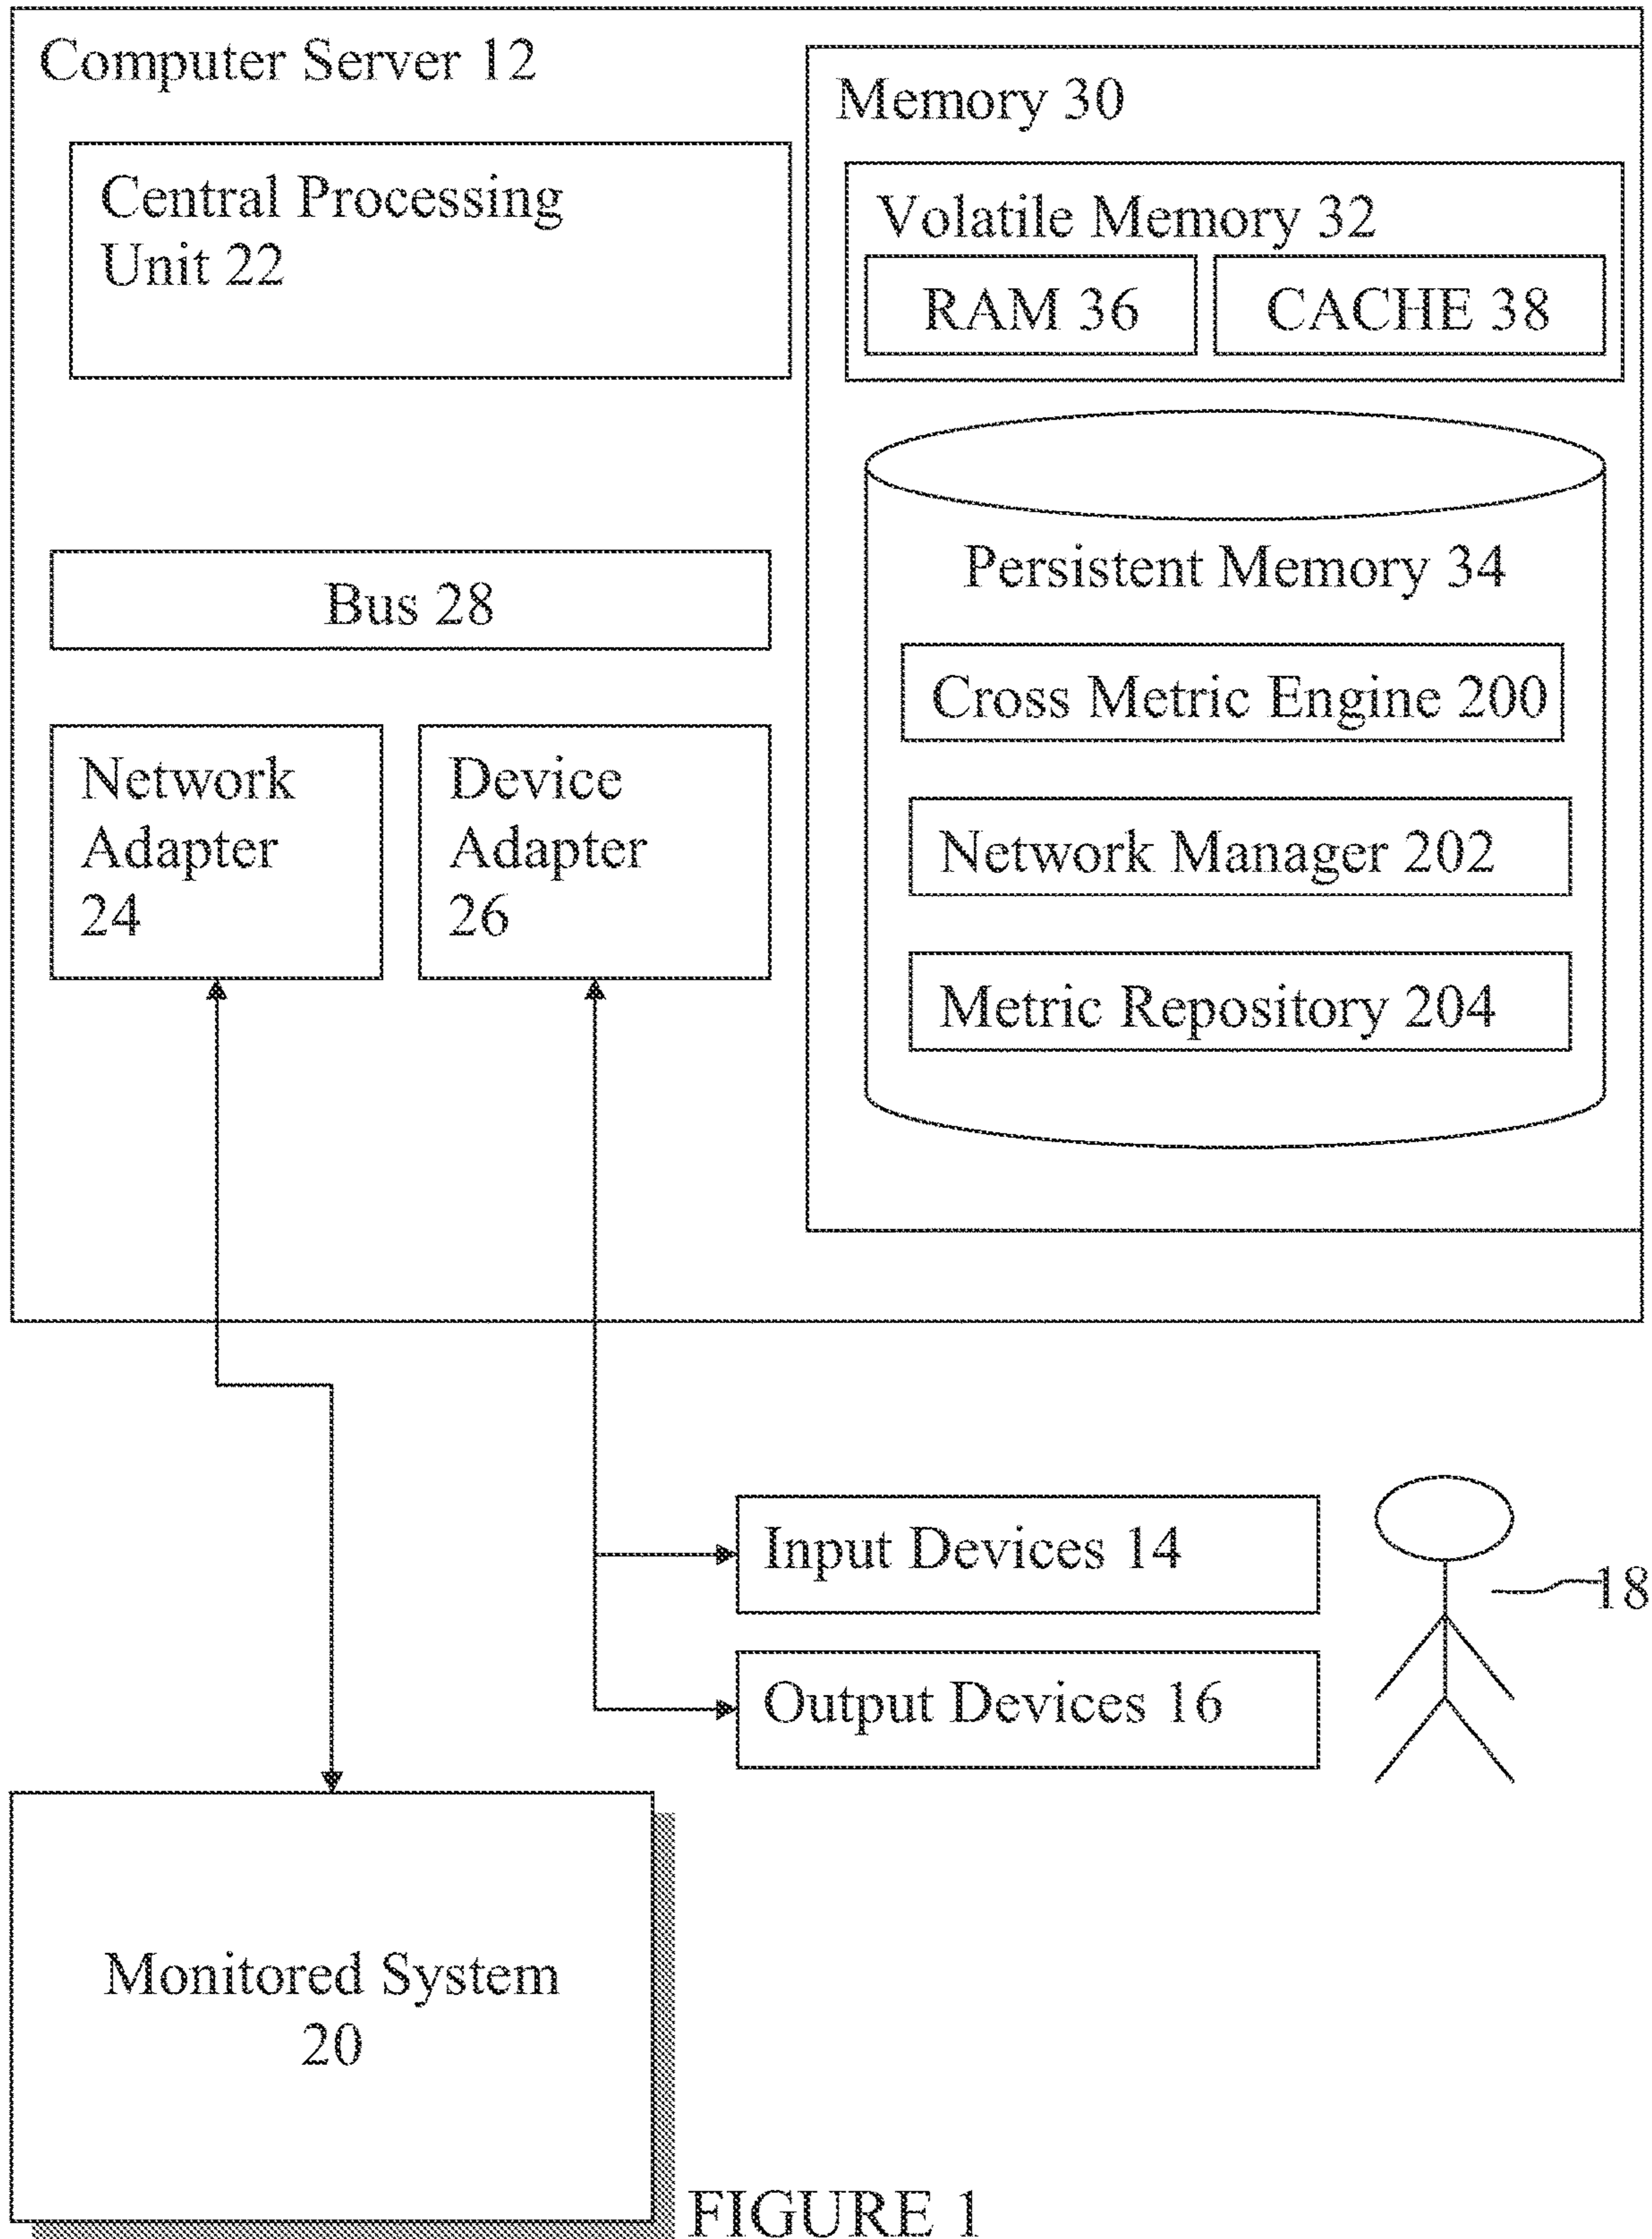 Computer Server 12
Central Processing
Unit 22
Bus 28
Network
Adapter
24
Device
Adapter
26
Memory 30
Volatile Memory 32
RAM 36
CACHE 38
Persistent Memory 34
Cross Metric Engine 200
Network Manager 202
Metric Repository 204
Input Devices 14
18
Output Devices 16
Monitored System
20
FIGURE 1